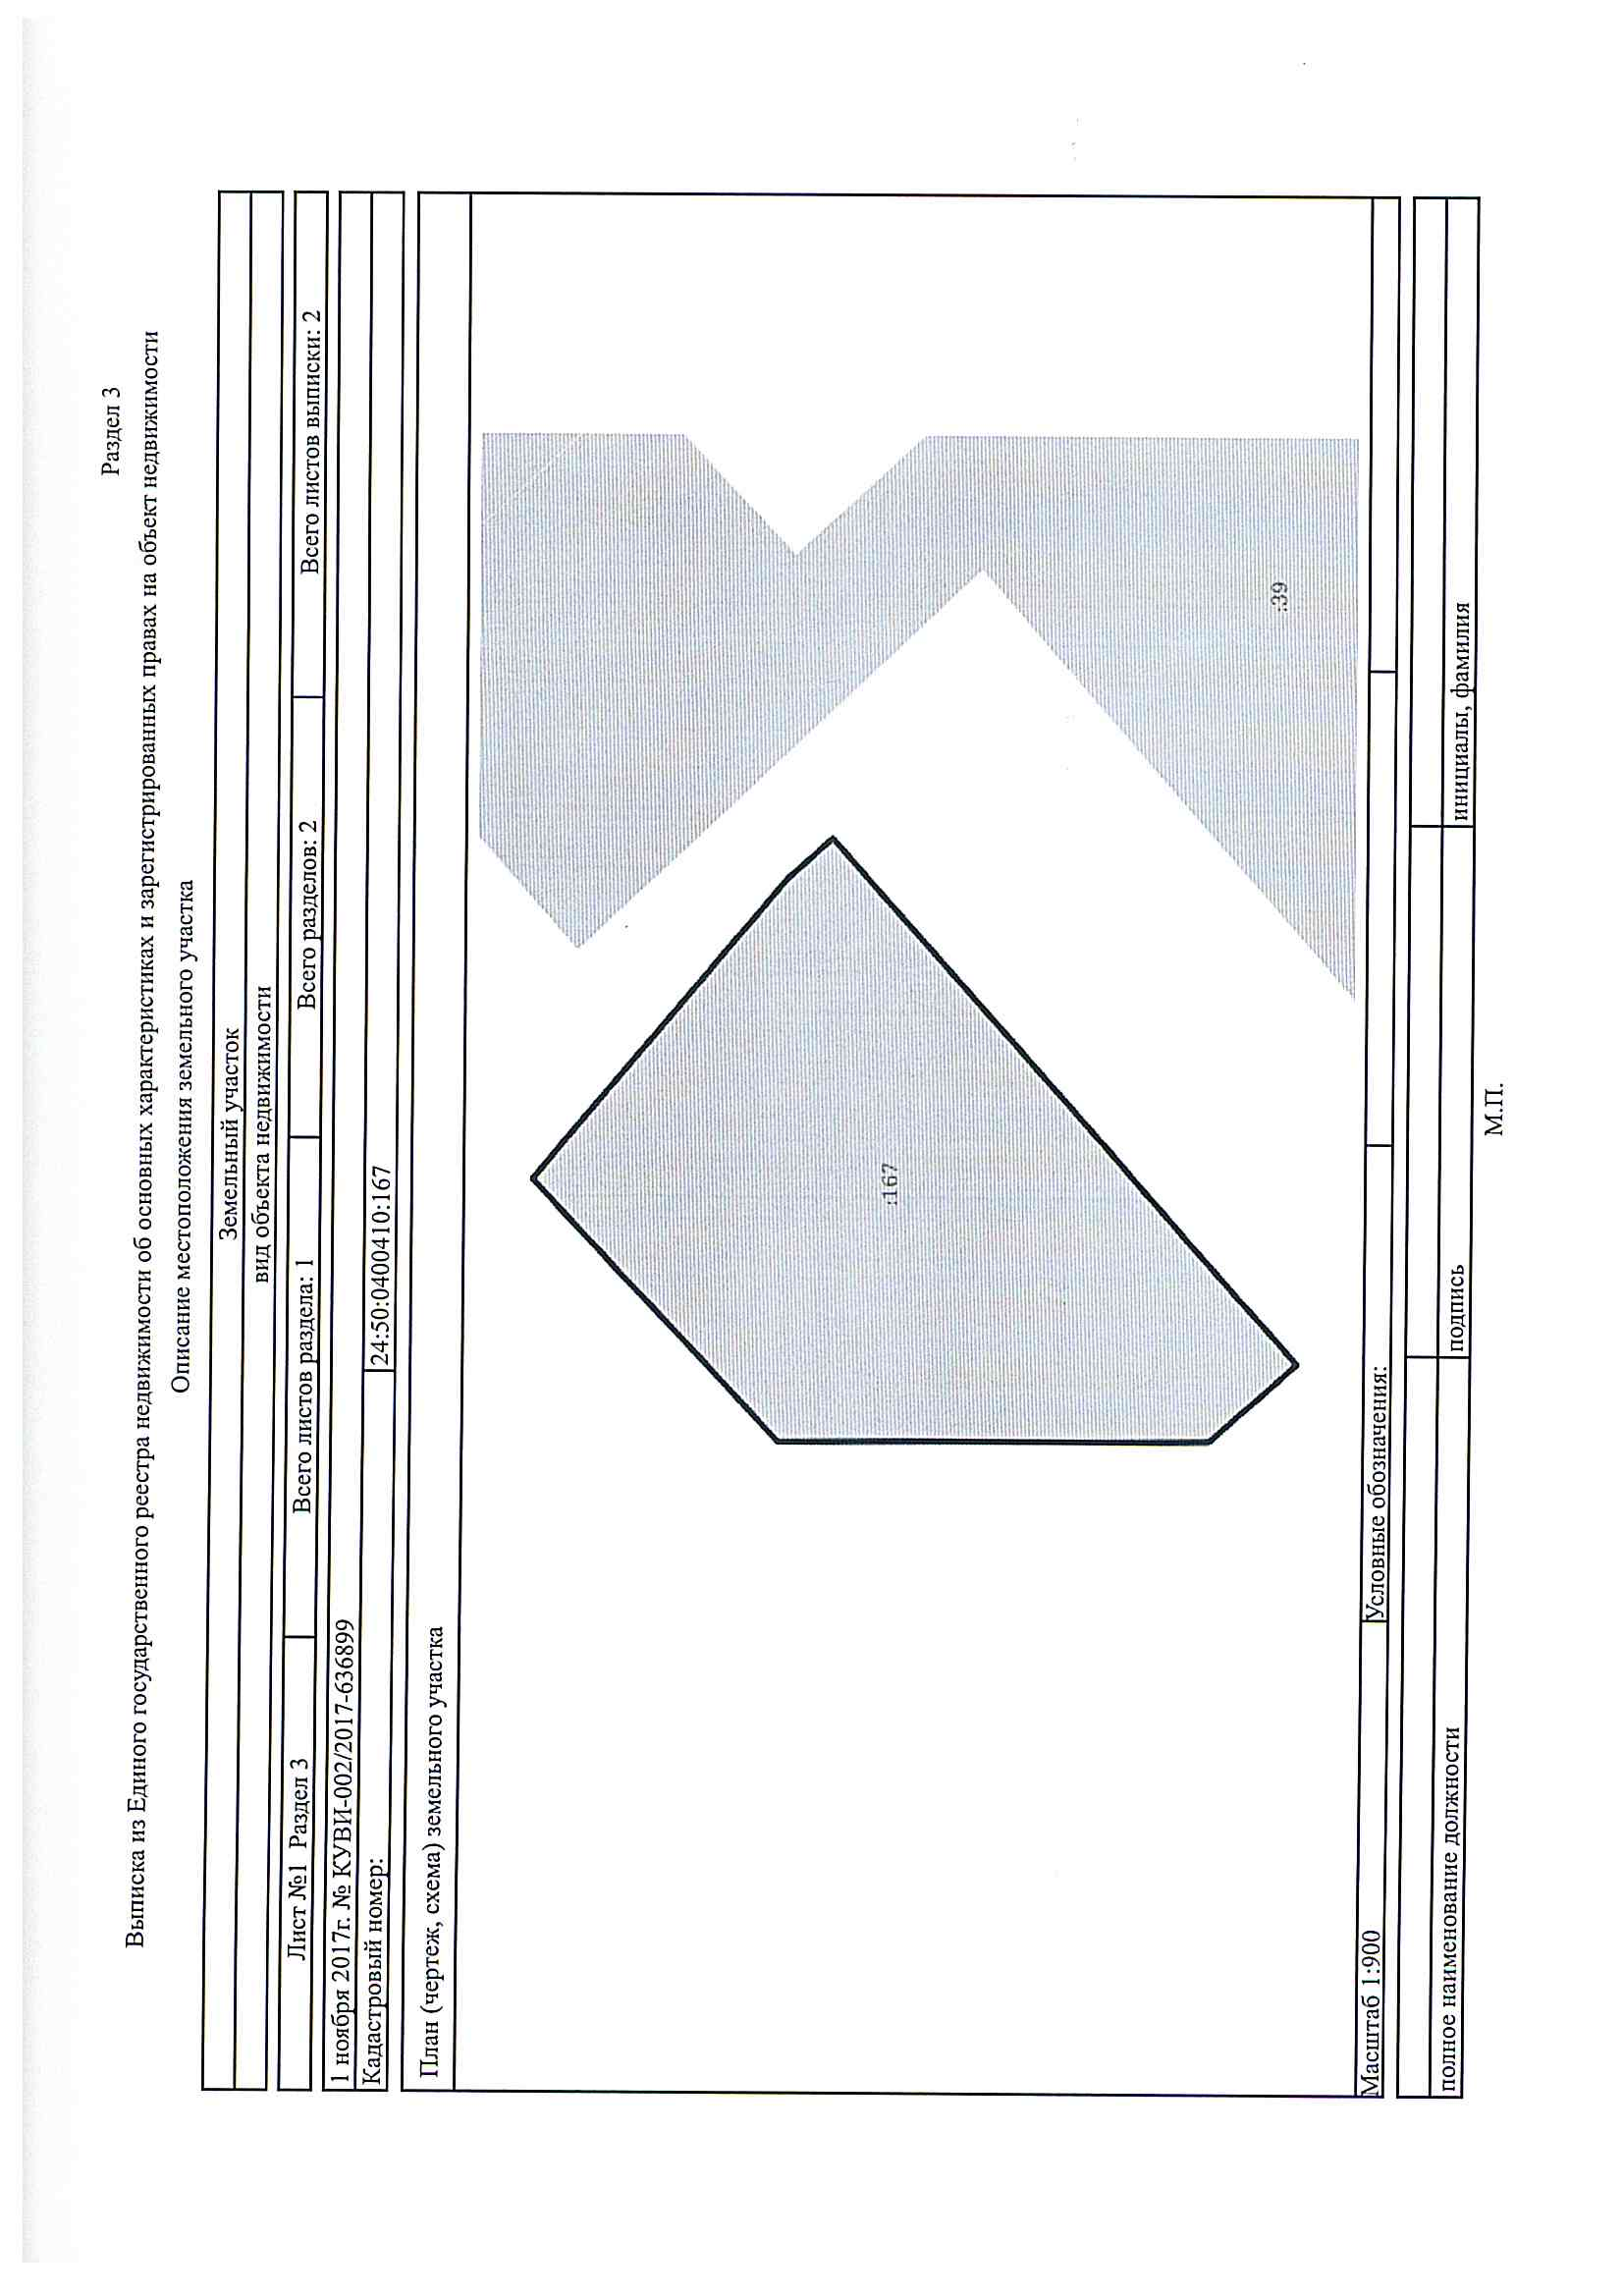 Раздел 3
Выписка из Единого государственного реестра недвижимости об основных характеристиках и зарегистрированных правах на объект недвижимости
Описание местоположения земельного участка
Земельный участок
вид объекта недвижимости
Лист №1 Раздел 3 Всего листов раздела: 1 Всего разделов: 2 Всего листов выписки: 2
1 ноября 2017г. № КУВИ-002/2017-636899
Кадастровый номер: 24:50:0400410:167
План (чертеж, схема) земельного участка
:167
:39
Масштаб 1:900 Условные обозначения:
полное наименование должности подпись инициалы, фамилия
М.П.